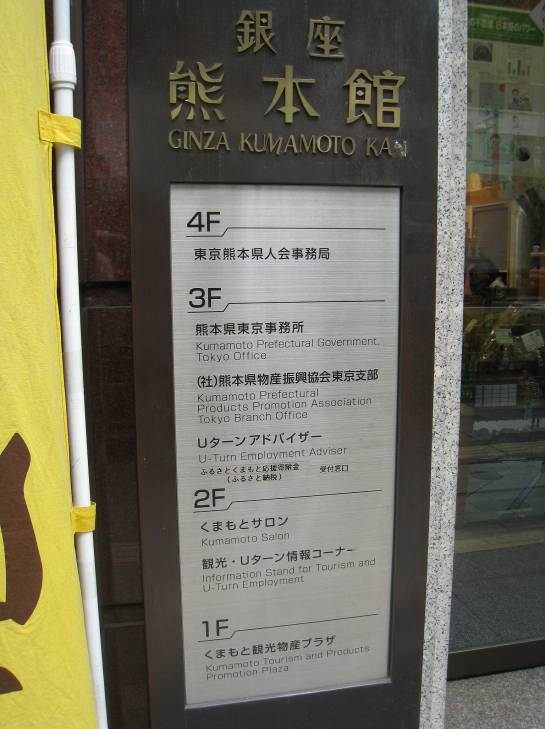 銀座
熊本館
GINZA KUMAMOTO KAN
4F
東京熊本県人会事務局
3F
熊本県東京事務所
Kumamoto Prefectural Government,
Tokyo Office
(社)熊本県物産振興協会東京支部
Kumamoto Prefectural
Products Promotion Association
Tokyo Branch Office
Uターンアドバイザー
U-Turn Employment Adviser
ふるさとくまもと応援寄附金 受付窓口
(ふるさと納税)
2F
くまもとサロン
Kumamoto Salon
観光・Uターン情報コーナー
Information Stand for Tourism and
U-Turn Employment
1F
くまもと観光物産プラザ
Kumamoto Tourism and Products
Promotion Plaza